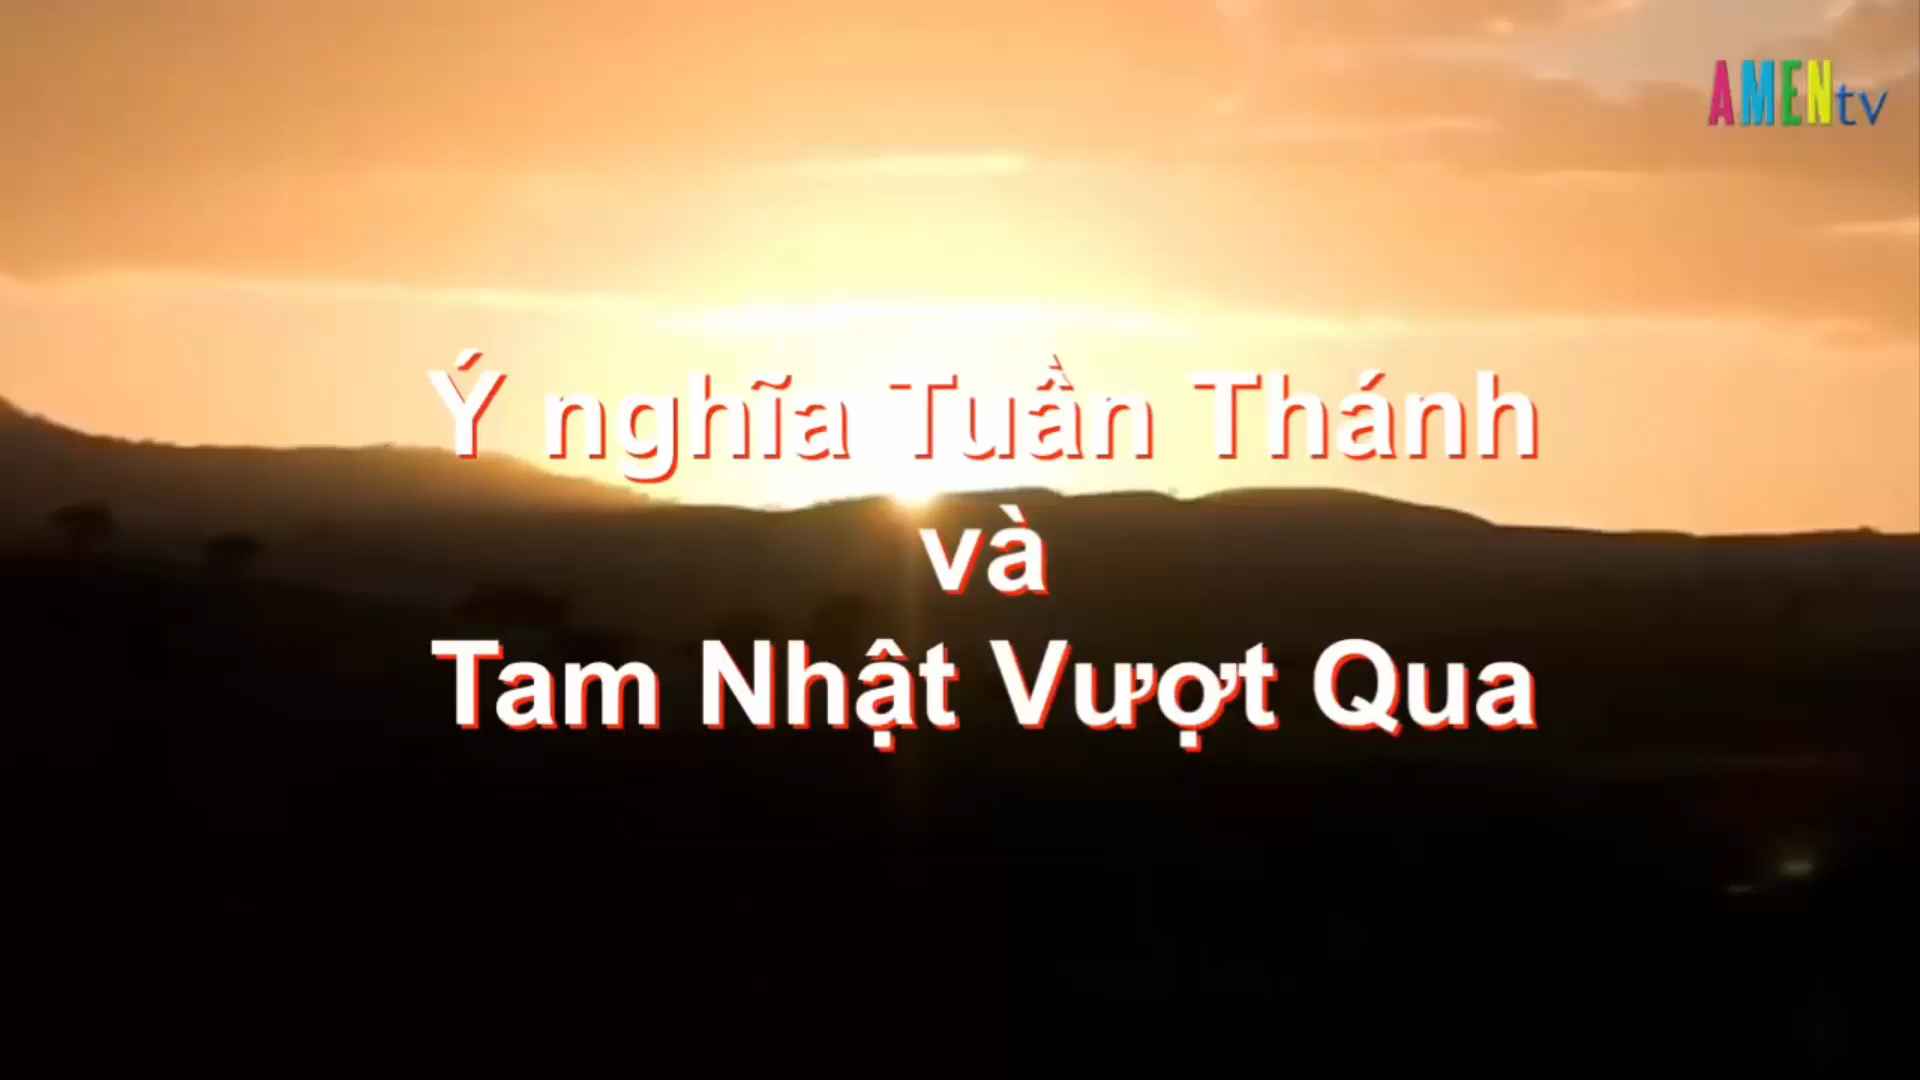 AMENtv
Ý nghĩa Tuần Thánh
và
Tam Nhật Vượt Qua